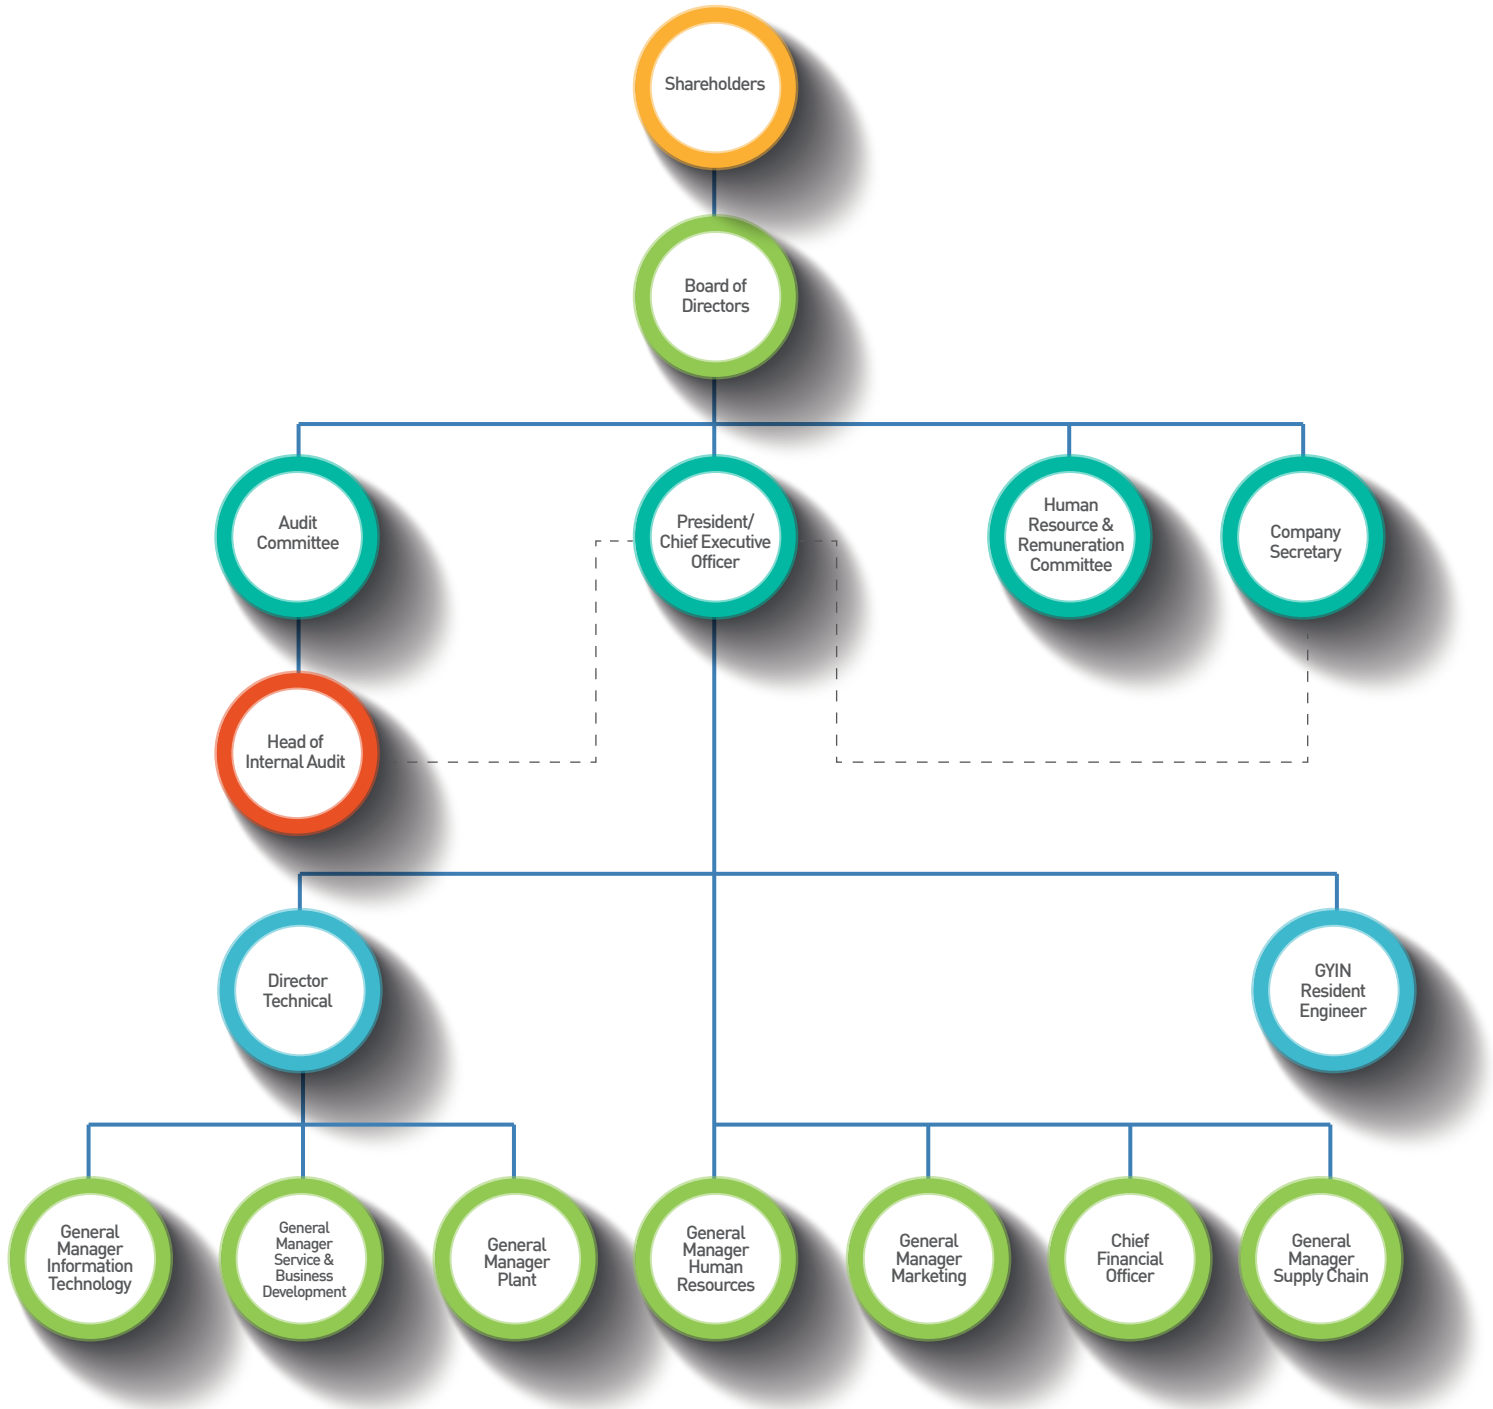 Shareholders
Board of
Directors
Audit
Committee
President/
Chief Executive
Officer
Human
Resource &
Remuneration
Committee
Company
Secretary
Head of
Internal Audit
Director
Technical
GYIN
Resident
Engineer
General
Manager
Information
Technology
General
Manager
Service &
Business
Development
General
Manager
Plant
General
Manager
Human
Resources
General
Manager
Marketing
Chief
Financial
Officer
General
Manager
Supply Chain